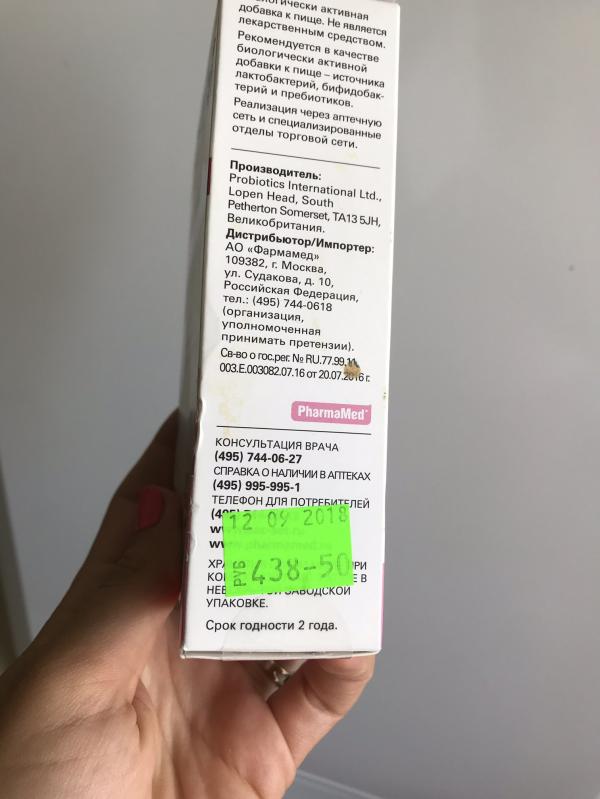 активная
добавка к пище. Не является
лекарственным средством.
Рекомендуется в качестве
биологически активной
добавки к пище – источника
лактобактерий, бифидобак-
терий и пребиотиков.
Реализация через аптечную
сеть и специализированные
отделы торговой сети.
Производитель:
Probiotics International Ltd.,
Lopen Head, South
Petherton Somerset, TA13 5JH,
Великобритания.
Дистрибьютор/Импортер:
АО «Фармамед»
109382, г. Москва,
ул. Судакова, д. 10,
Российская Федерация,
тел.: (495) 744-0618
(организация,
уполномоченная
принимать претензии).
Св-во о гос.рег. № RU.77.99.11.
003.Е.003082.07.16 от 20.07.2016 г.
PharmaMed®
КОНСУЛЬТАЦИЯ ВРАЧА
(495) 744-06-27
СПРАВКА О НАЛИЧИИ В АПТЕКАХ
(495) 995-995-1
ТЕЛЕФОН ДЛЯ ПОТРЕБИТЕЛЕЙ
12 09 2018
www.pharmamed.ru
РУБ 438-50
УПАКОВКЕ.
Срок годности 2 года.